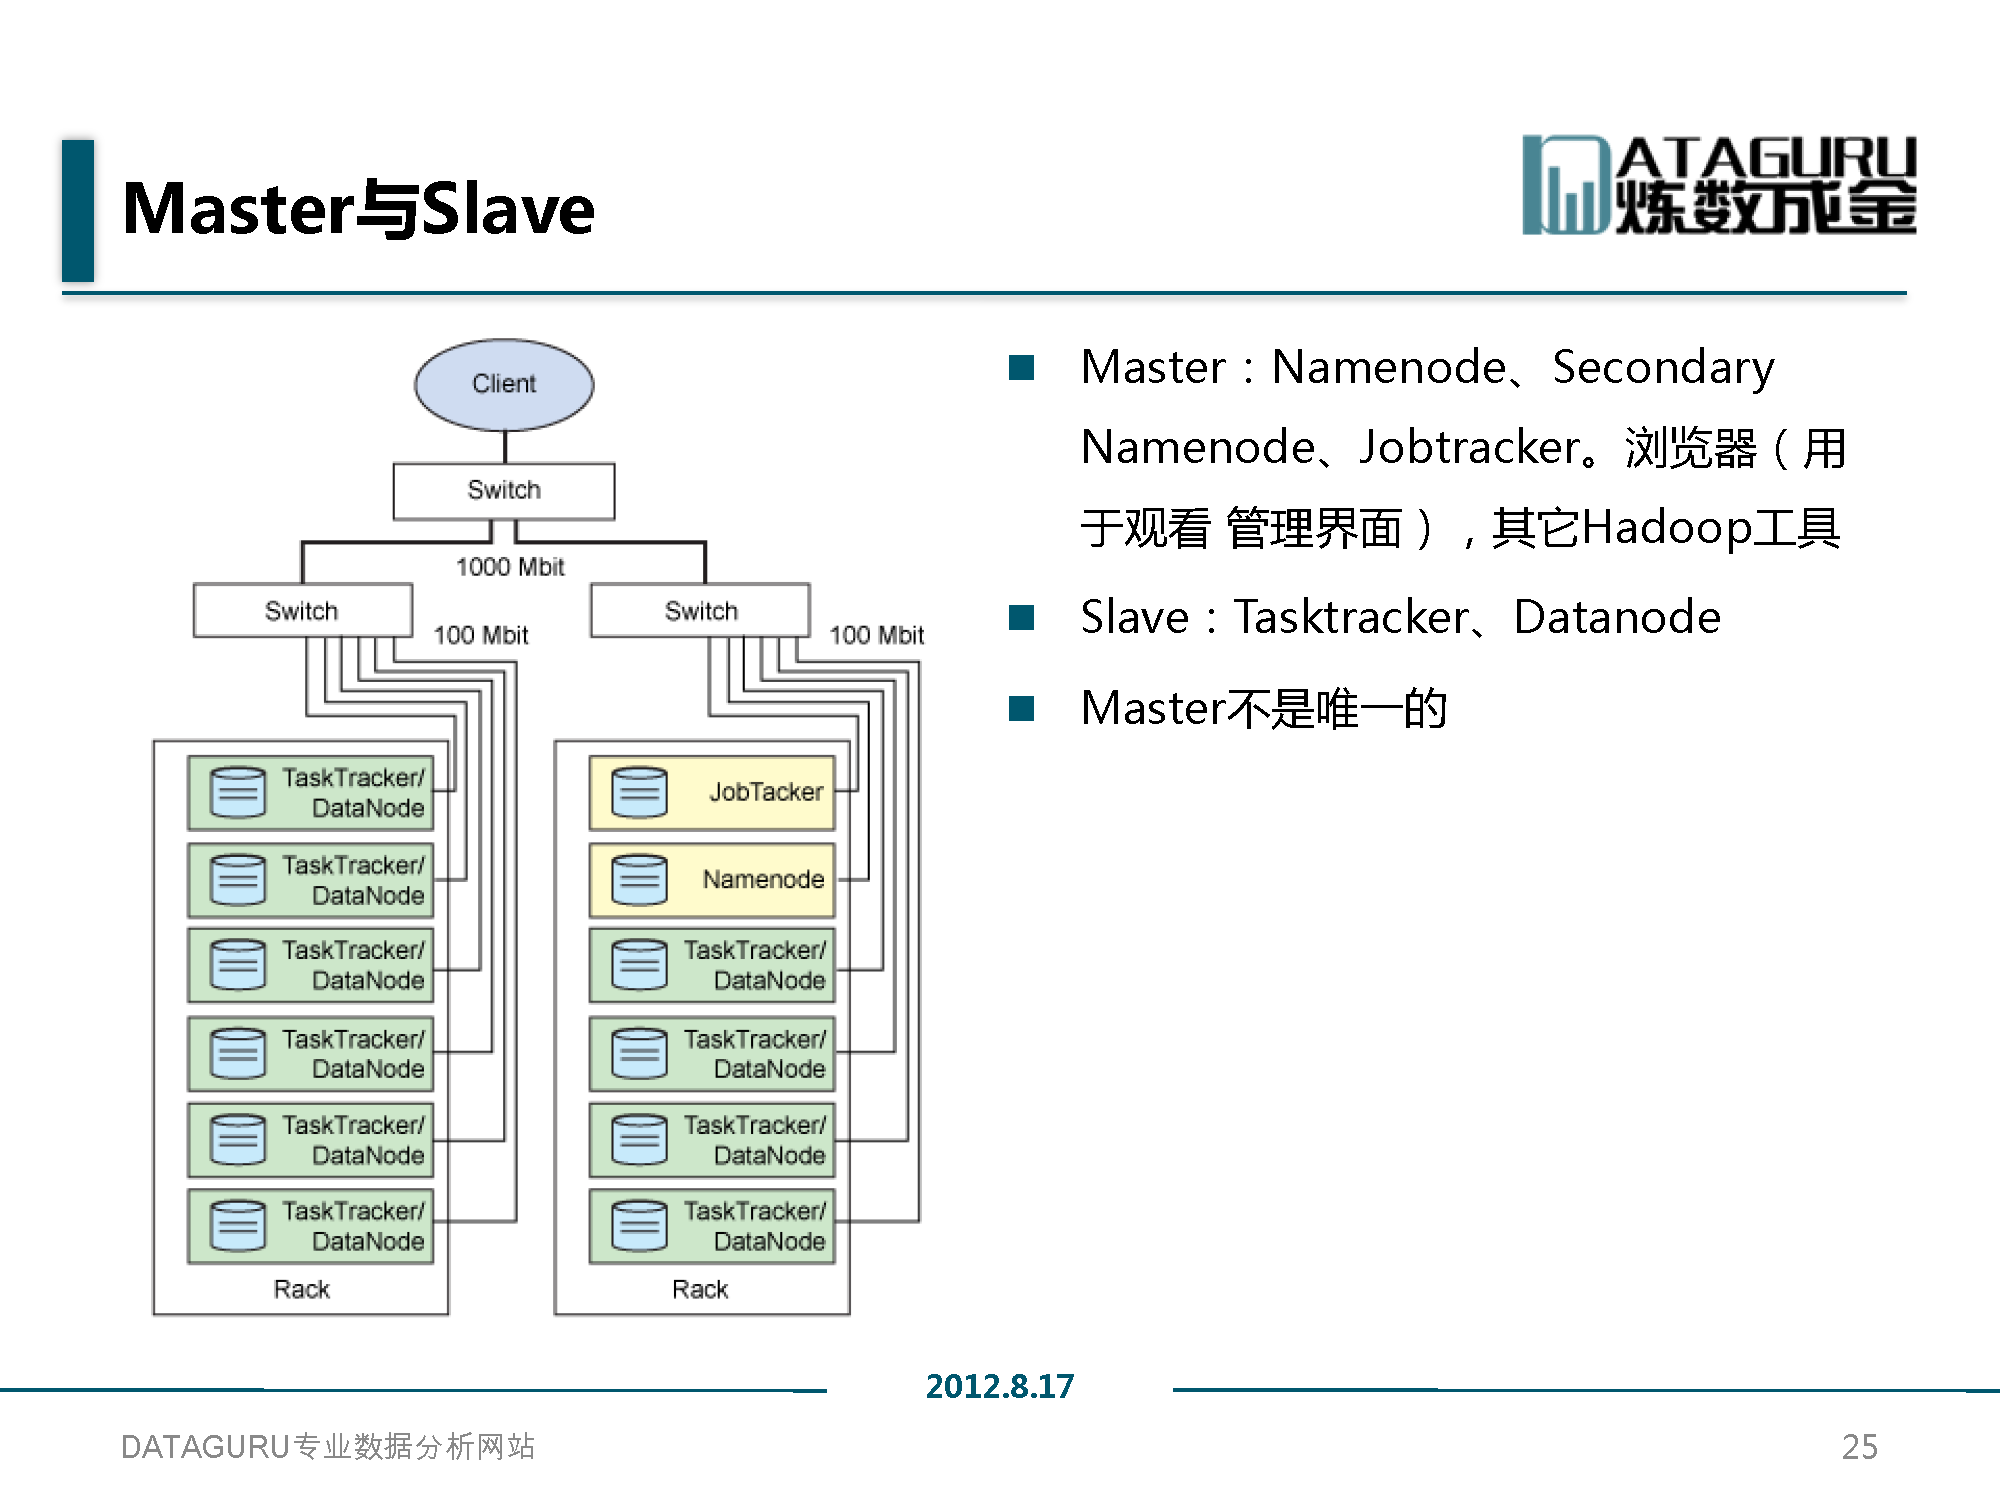 Master与Slave
DATAGURU
炼数成金
Client
Switch
1000 Mbit
Switch
100 Mbit
Switch
100 Mbit
TaskTracker/
DataNode
TaskTracker/
DataNode
TaskTracker/
DataNode
TaskTracker/
DataNode
TaskTracker/
DataNode
TaskTracker/
DataNode
Rack
JobTacker
Namenode
TaskTracker/
DataNode
TaskTracker/
DataNode
TaskTracker/
DataNode
TaskTracker/
DataNode
Rack
Master：Namenode、Secondary
Namenode、Jobtracker。浏览器（用
于观看 管理界面），其它Hadoop工具
Slave：Tasktracker、Datanode
Master不是唯一的
2012.8.17
DATAGURU专业数据分析网站
25